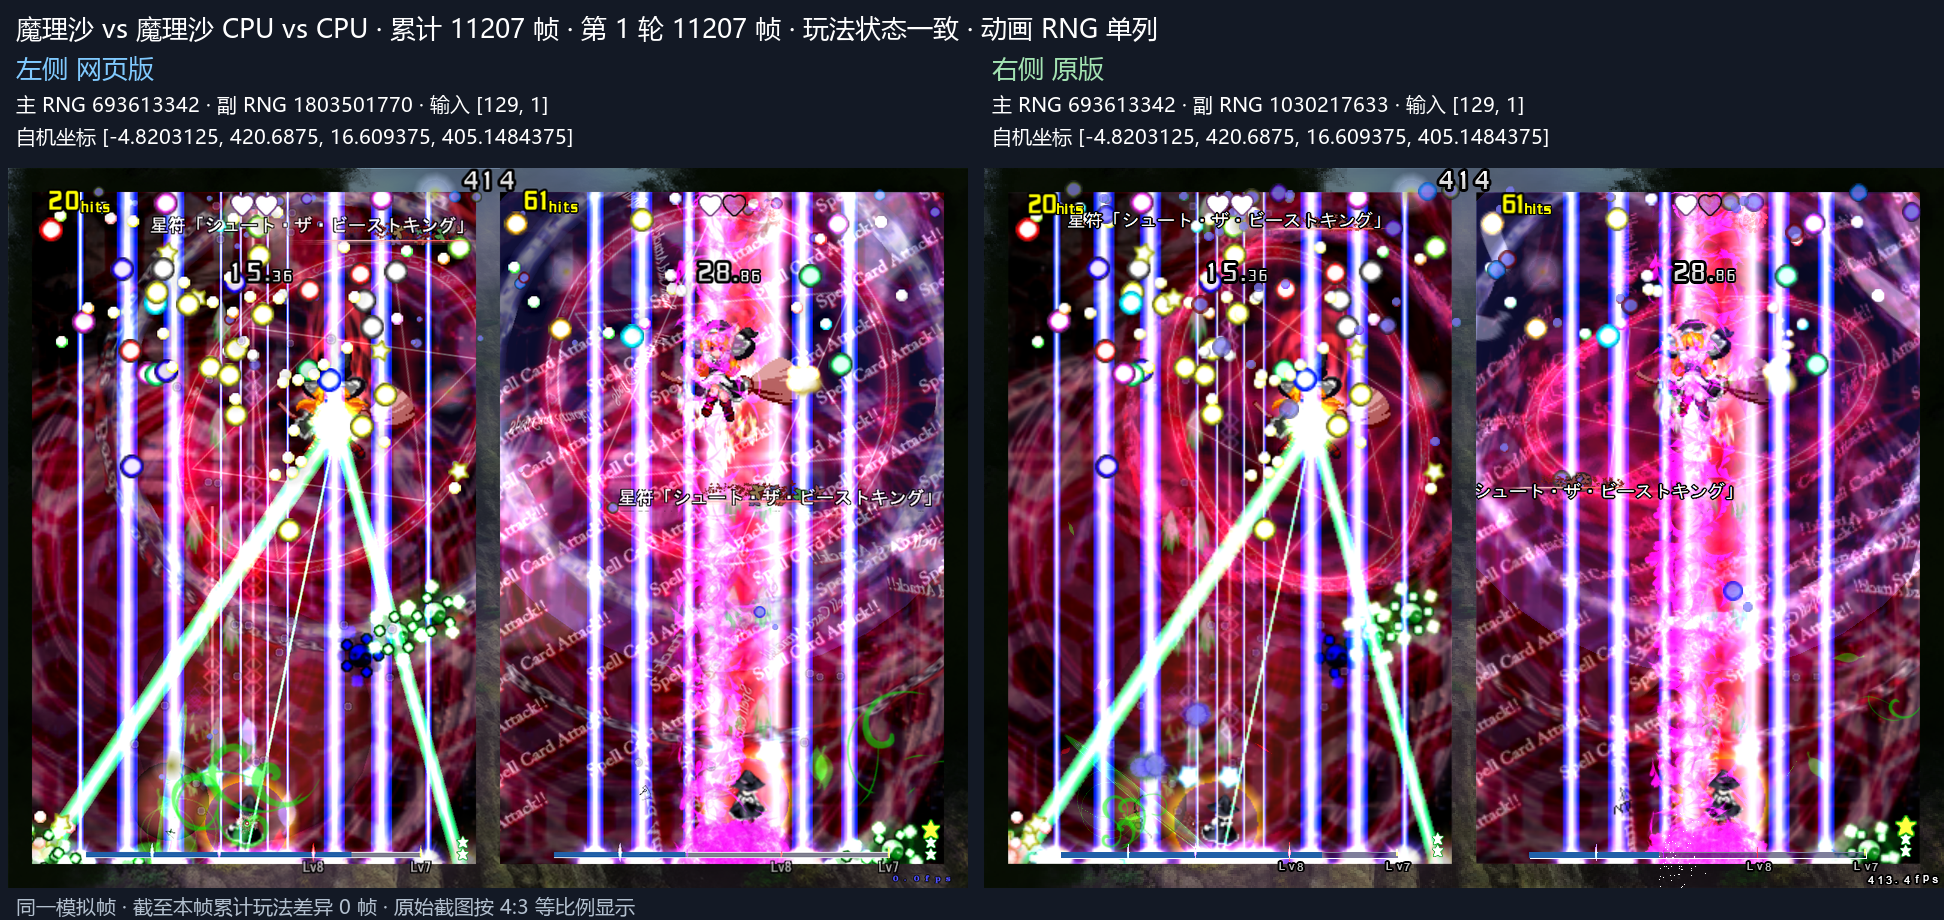 魔理沙 vs 魔理沙 CPU vs CPU · 累计 11207 帧 · 第 1 轮 11207 帧 · 玩法状态一致 · 动画 RNG 单列
左侧 网页版
主 RNG 693613342 · 副 RNG 1803501770 · 输入 [129, 1]
自机坐标 [-4.8203125, 420.6875, 16.609375, 405.1484375]
右侧 原版
主 RNG 693613342 · 副 RNG 1030217633 · 输入 [129, 1]
自机坐标 [-4.8203125, 420.6875, 16.609375, 405.1484375]
414
20hits
61hits
星符「シュート・ザ・ビーストキング」
15.36
28.86
Spell Card Attack!!
星符「シュート・ザ・ビーストキング」
Lv8
Lv7
Lv8
Lv7
0.0fps
414
20hits
61hits
星符「シュート・ザ・ビーストキング」
15.36
28.86
Spell Card Attack!!
シュート・ザ・ビーストキング」
Lv8
Lv7
Lv8
Lv7
413.4fps
同一模拟帧 · 截至本帧累计玩法差异 0 帧 · 原始截图按 4:3 等比例显示